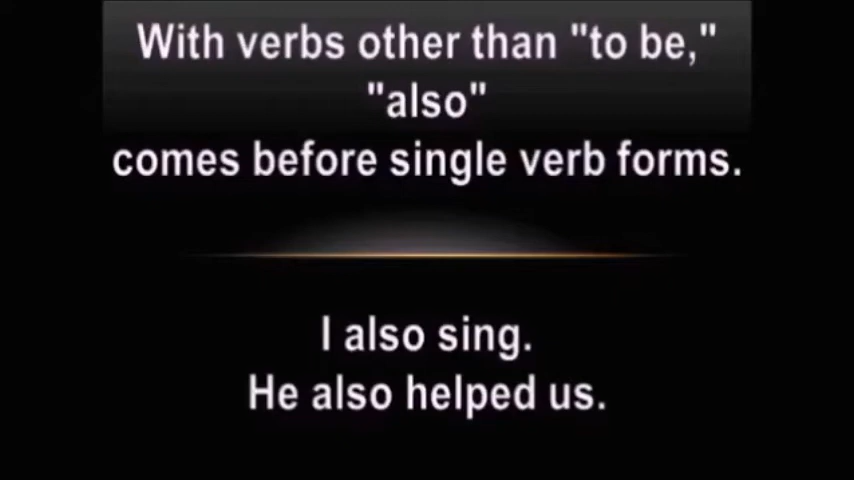 With verbs other than "to be,"
"also"
comes before single verb forms.
I also sing.
He also helped us.